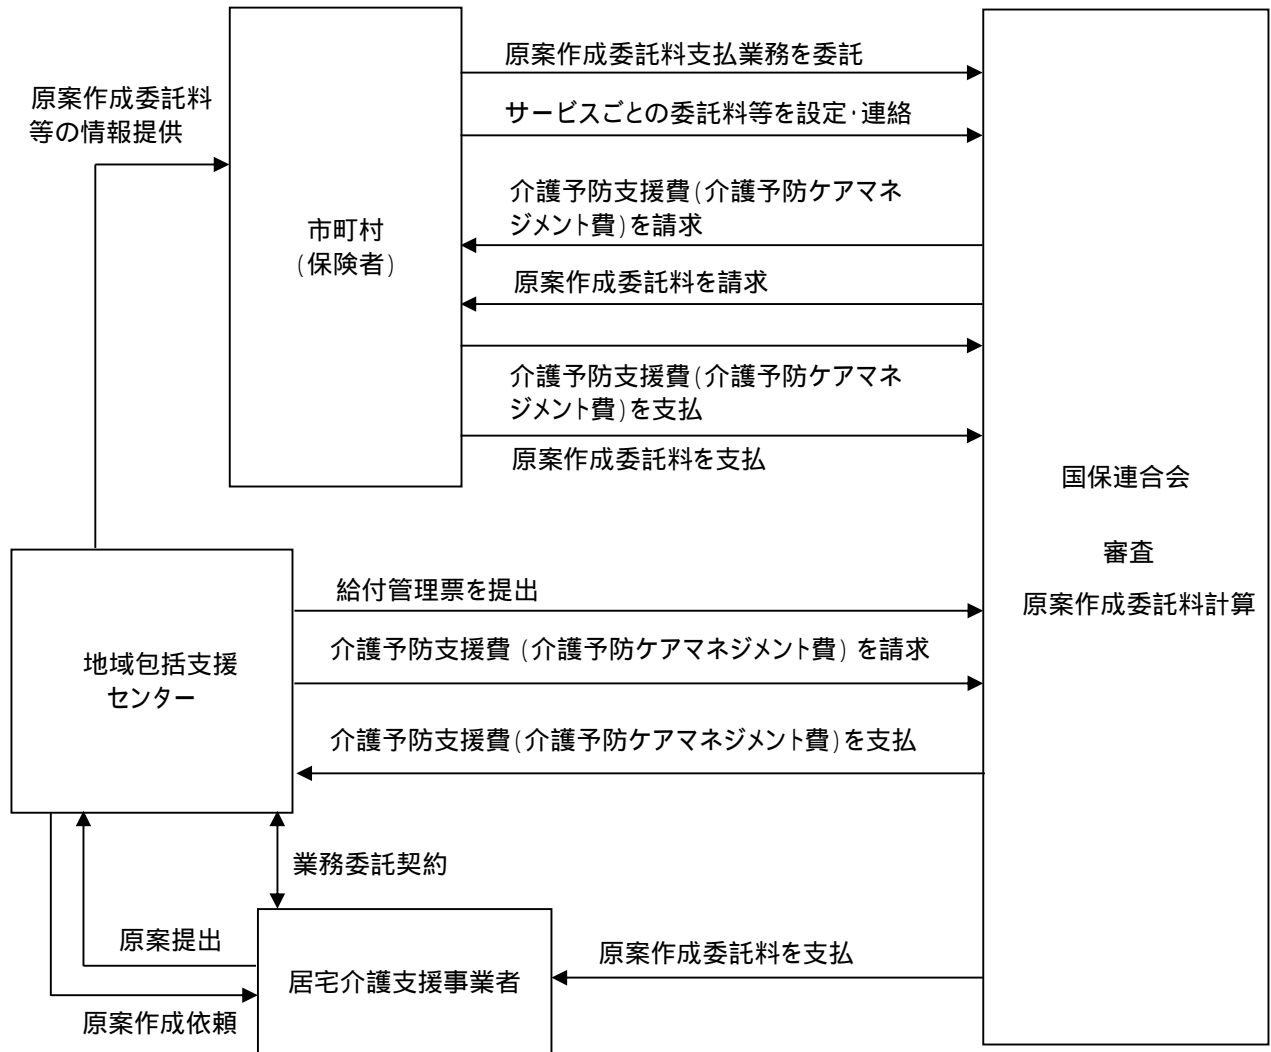 原案作成委託料支払業務を委託
原案作成委託料
等の情報提供
サービスごとの委託料等を設定・連絡
介護予防支援費(介護予防ケアマネ
ジメント費)を請求
市町村
(保険者)
原案作成委託料を請求
介護予防支援費(介護予防ケアマネ
ジメント費)を支払
原案作成委託料を支払
国保連合会
審査
原案作成委託料計算
給付管理票を提出
介護予防支援費(介護予防ケアマネジメント費)を請求
地域包括支援
センター
介護予防支援費(介護予防ケアマネジメント費)を支払
業務委託契約
原案提出
原案作成委託料を支払
居宅介護支援事業者
原案作成依頼